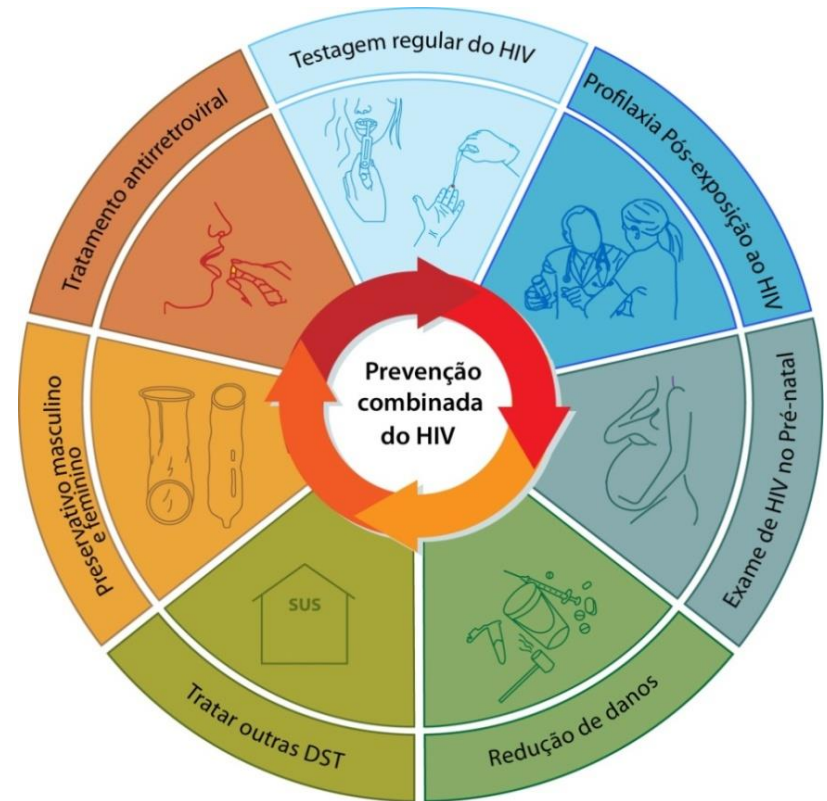 Testagem regular do HIV
Profilaxia Pós-exposição ao HIV
Exame de HIV no Pré-natal
Redução de danos
Tratar outras DST
SUS
Preservativo masculino
e feminino
Tratamento antirretroviral
Prevenção
combinada
do HIV